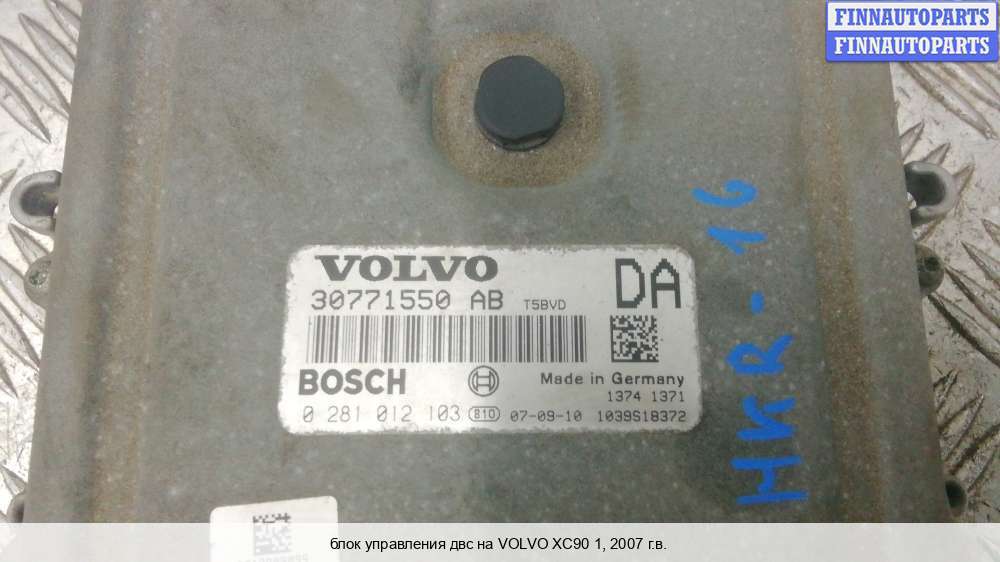 FINNAUTOPARTS
FINNAUTOPARTS
VOLVO
DA
30771550 AB T5BVD
BOSCH
Made in Germany
1374 1371
0 281 012 103 810 07-09-10 1039S18372
HKR-16
блок управления двс на VOLVO XC90 1, 2007 г.в.